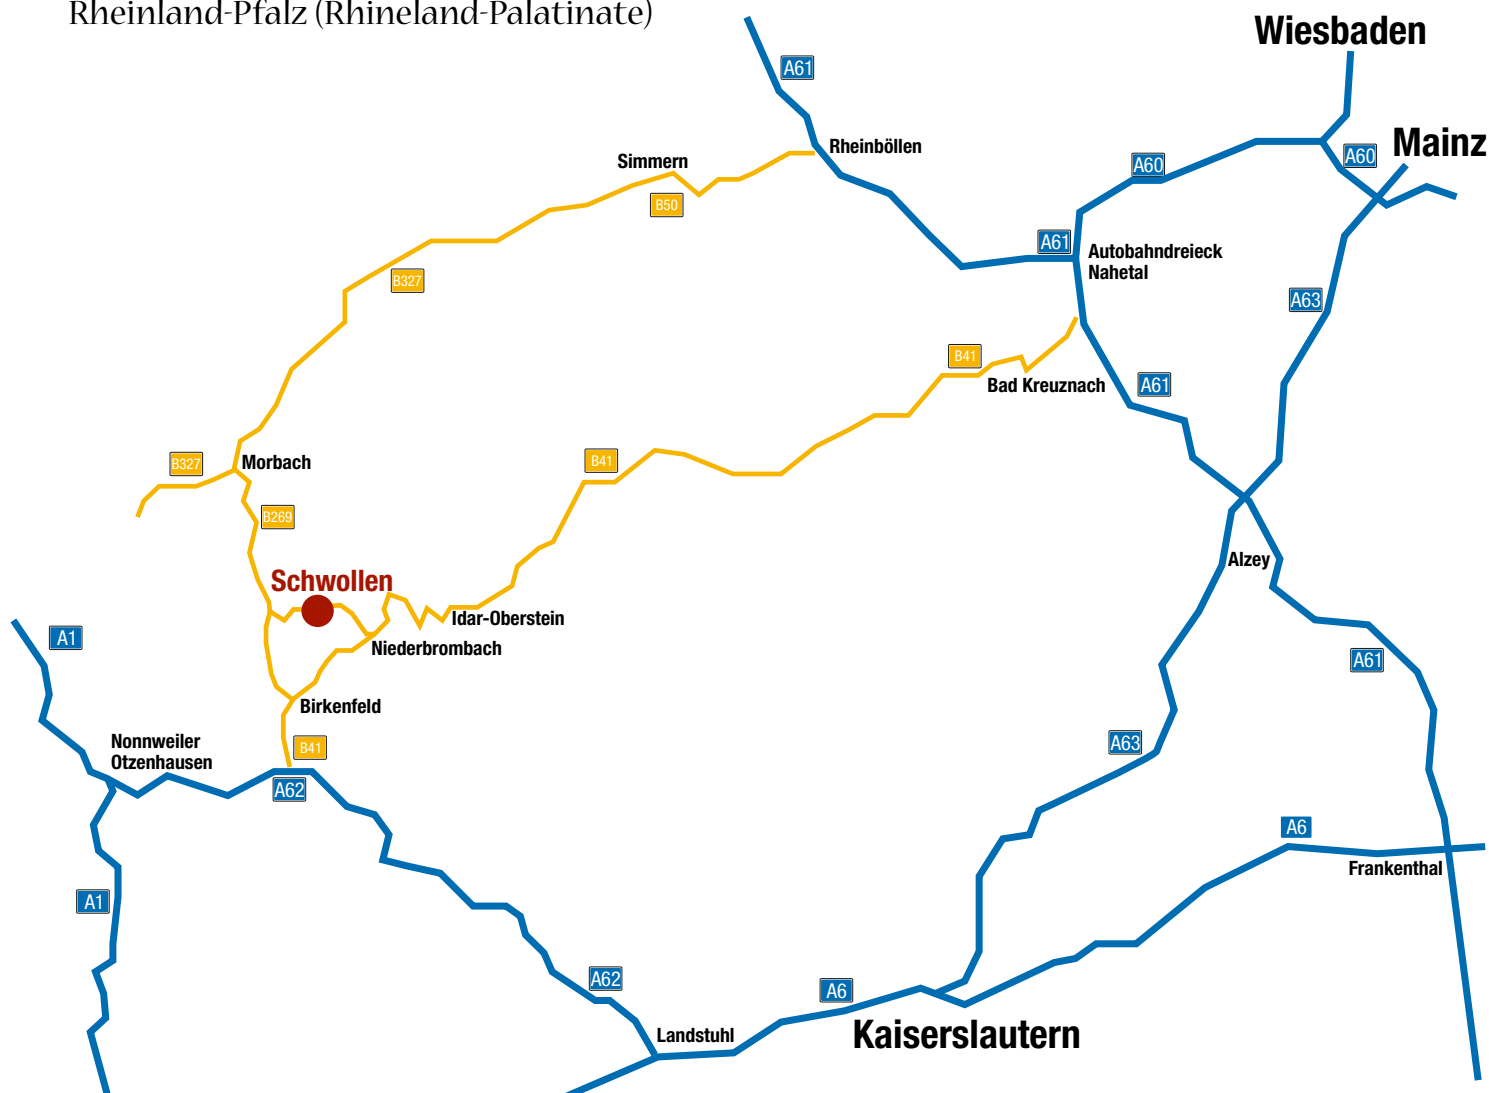 Rheinland-Pfalz (Rhineland-Palatinate)
Wiesbaden
A61
Mainz
Rheinböllen
A60
A60
Simmern
B50
A61
Autobahndreieck
Nahetal
B327
A63
B41
Bad Kreuznach
A61
B327
Morbach
B41
B269
Alzey
Schwollen
Idar-Oberstein
A1
Niederbrombach
A61
Birkenfeld
Nonnweiler
Otzenhausen
B41
A63
A62
A6
Frankenthal
A1
A62
A6
Landstuhl
Kaiserslautern